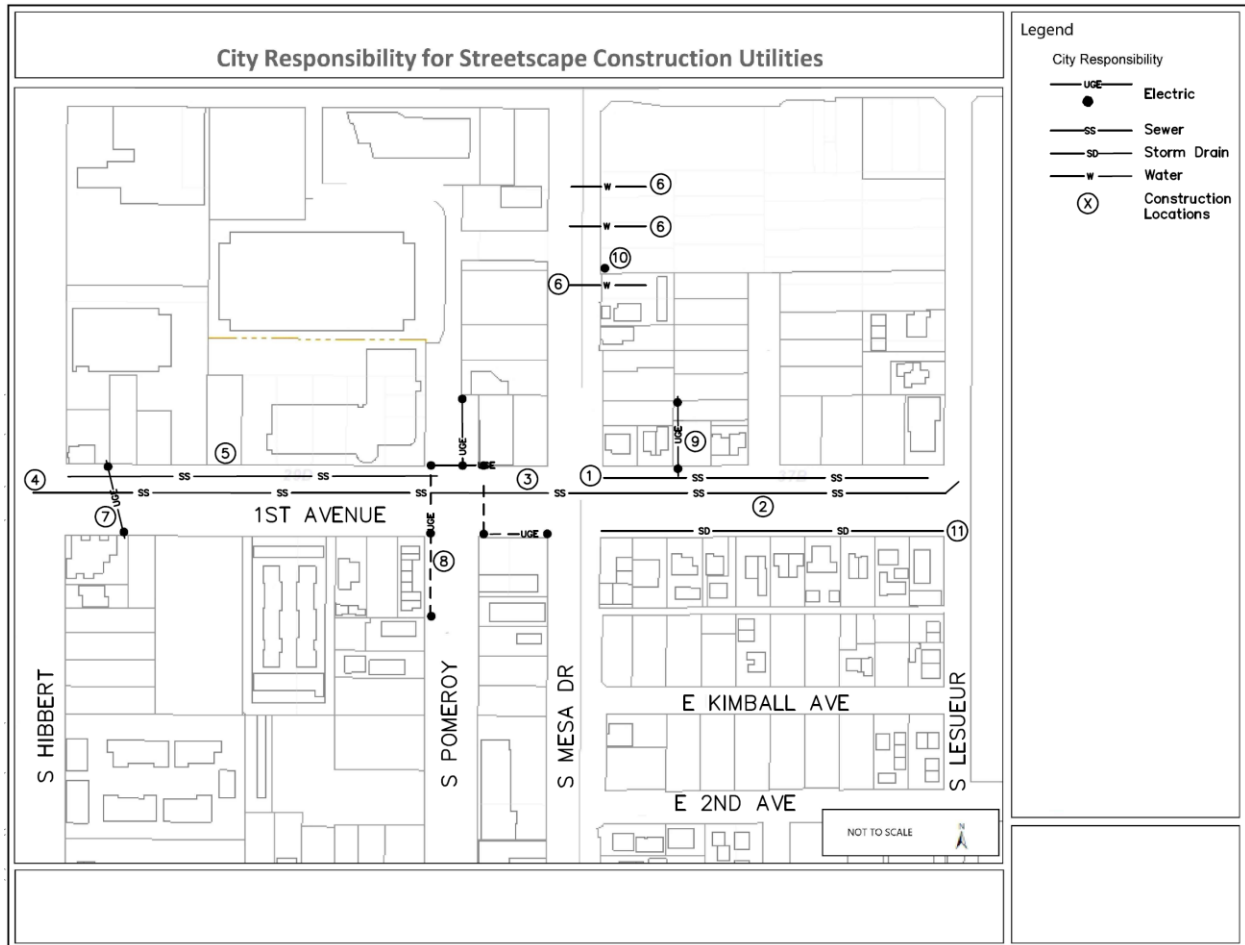 City Responsibility for Streetscape Construction Utilities
Legend
City Responsibility
UGE
Electric
SS Sewer
SD Storm Drain
W Water
X Construction
Locations
W 6
W 6
10
6 W
UGE
UGE 9
5
UGE
3
1
37B
4
SS SS
SS SS
SS SS SS SS SS SS
2
UGE
7
1ST AVENUE
UGE
UGE
SD SD 11
8
S HIBBERT
S POMEROY
S MESA DR
E KIMBALL AVE
S LESUEUR
E 2ND AVE
NOT TO SCALE
N